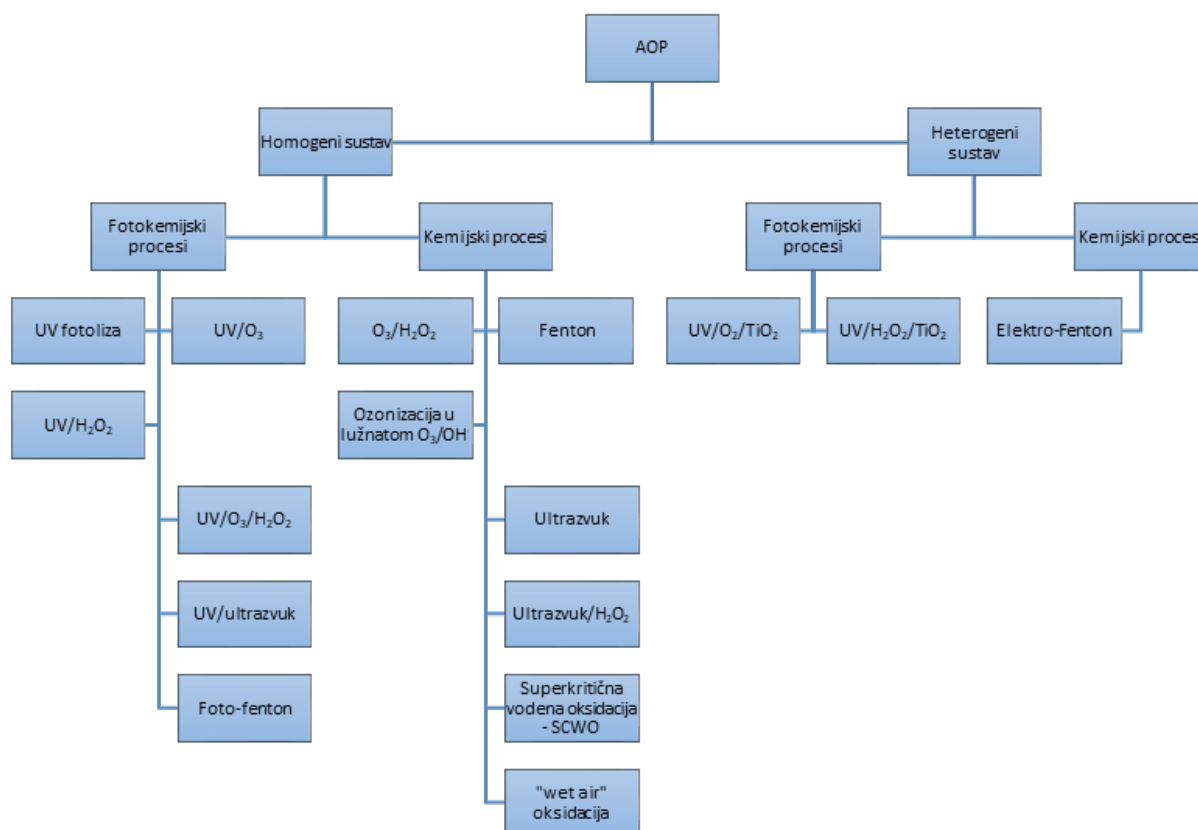 AOP
Homogeni sustav
Heterogeni
sustav
Fotokemijski
procesi
Kemijski procesi
Fotokemijski
procesi
Kemijski proces
UV fotoliza
UV/O₃
O₃/H₂O₂
Fenton
UV/O₂/TiO₂
UV/H₂O₂/TiO₂
Elektro-Fenton
UV/H₂O₂
Ozonizacija u
lužnatom O₃/OH
UV/O₃/H₂O₂
Ultrazvuk
UV/ultrazvuk
Ultrazvuk/H₂O₂
Foto-fenton
Superkritična
vodena oksidacija
- SCWO
"wet air"
oksidacija